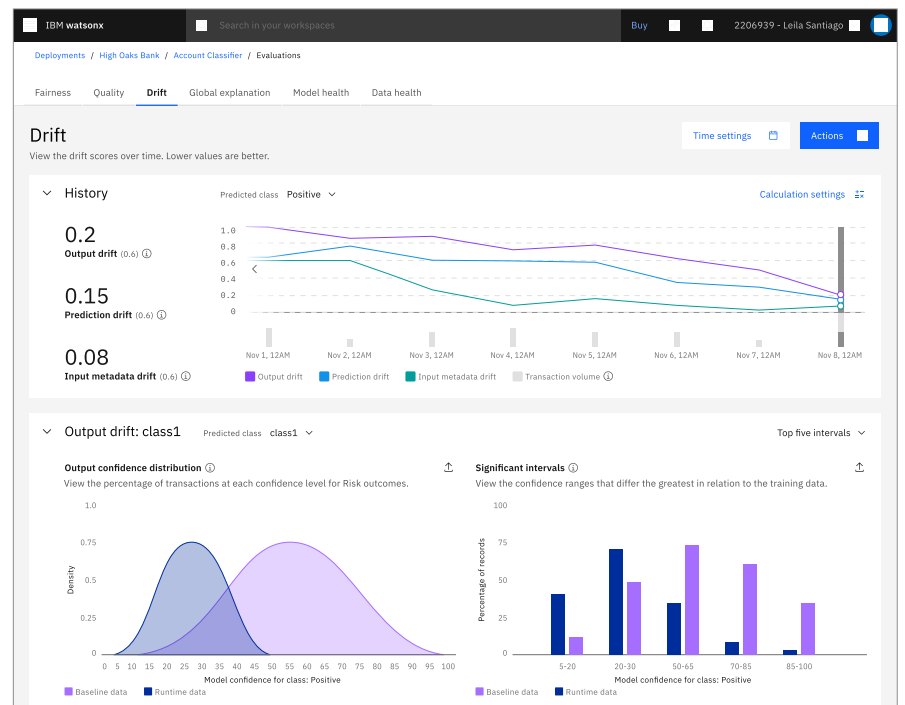 IBM watsonx
Search in your workspaces
Buy
2206939 - Leila Santiago
Deployments / High Oaks Bank / Account Classifier / Evaluations
Fairness Quality Drift Global explanation Model health Data health
Drift
View the drift scores over time. Lower values are better.
Time settings
Actions
History
Predicted class Positive
Calculation settings
0.2
Output drift (0.6)
0.15
Prediction drift (0.6)
0.08
Input metadata drift (0.6)
1.0
0.8
0.6
0.4
0.2
0
Nov 1, 12AM Nov 2, 12AM Nov 3, 12AM Nov 4, 12AM Nov 5, 12AM Nov 6, 12AM Nov 7, 12AM Nov 8, 12AM
Output drift Prediction drift Input metadata drift Transaction volume
Output drift: class1
Predicted class class1
Top five intervals
Output confidence distribution
View the percentage of transactions at each confidence level for Risk outcomes.
1.0
0.75
0.5
0.25
0
Density
0 5 10 15 20 25 30 35 40 45 50 55 60 65 70 75 80 85 90 95 100
Model confidence for class: Positive
Baseline data Runtime data
Significant intervals
View the confidence ranges that differ the greatest in relation to the training data.
100
75
50
25
0
Percentage of records
5-20 20-30 50-65 70-85 85-100
Model confidence for class: Positive
Baseline data Runtime data